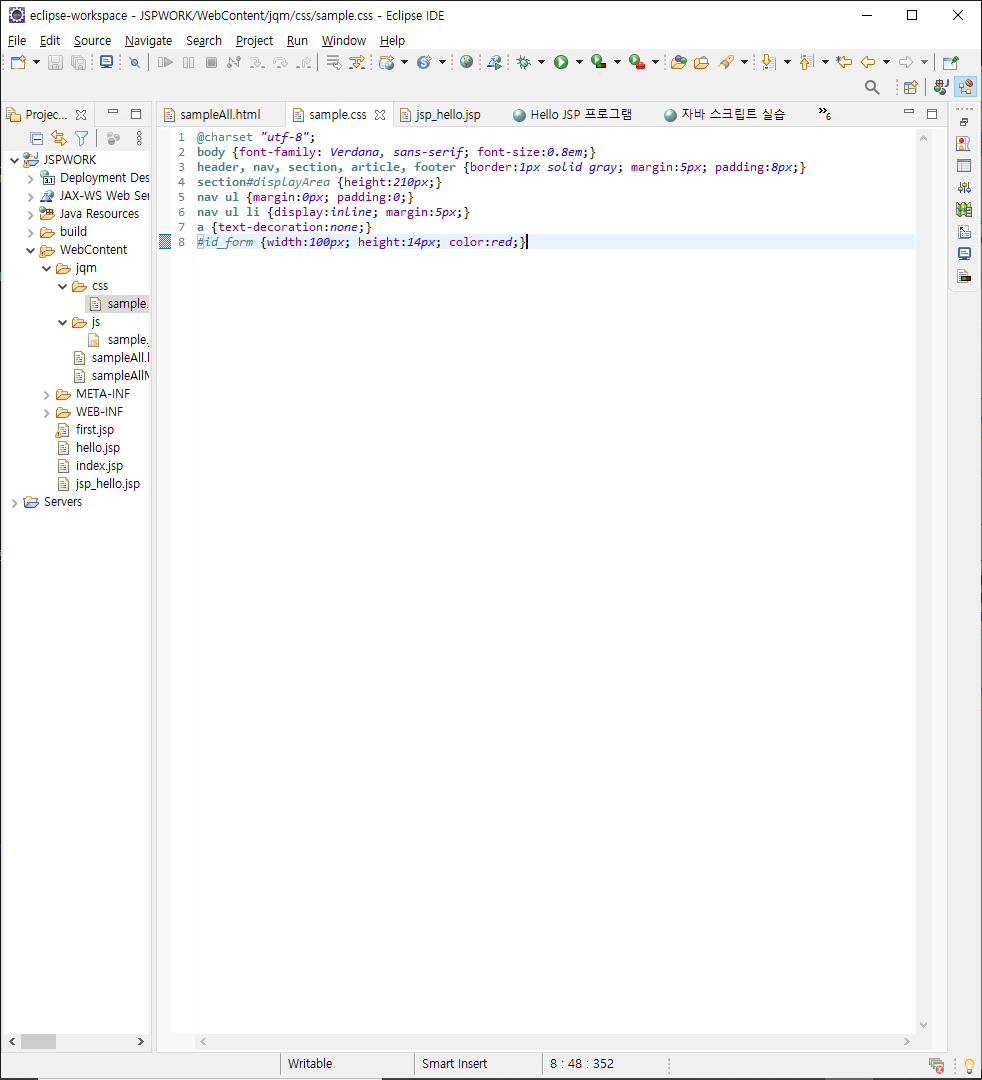 eclipse-workspace - JSPWORK/WebContent/jqm/css/sample.css - Eclipse IDE
File Edit Source Navigate Search Project Run Window Help
Projec...
sampleAll.html
sample.css
jsp_hello.jsp
Hello JSP 프로그램
자바 스크립트 실습
»6
JSPWORK
Deployment Des
JAX-WS Web Ser
Java Resources
build
WebContent
jqm
css
sample.
js
sample.
sampleAll.l
sampleAllM
META-INF
WEB-INF
first.jsp
hello.jsp
index.jsp
jsp_hello.jsp
Servers
1 @charset "utf-8";
2 body {font-family: Verdana, sans-serif; font-size:0.8em;}
3 header, nav, section, article, footer {border:1px solid gray; margin:5px; padding:8px;}
4 section#displayArea {height:210px;}
5 nav ul {margin:0px; padding:0;}
6 nav ul li {display:inline; margin:5px;}
7 a {text-decoration:none;}
8 #id_form {width:100px; height:14px; color:red;}
Writable
Smart Insert
8 : 48 : 352